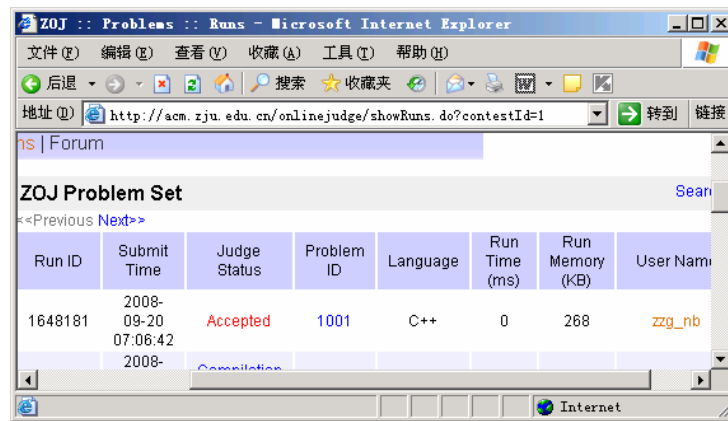 ZOJ :: Problems :: Runs - Microsoft Internet Explorer
文件(F) 编辑(E) 查看(V) 收藏(A) 工具(T) 帮助(H)
后退 搜索 收藏夹
地址(D) http://acm.zju.edu.cn/onlinejudge/showRuns.do?contestId=1 转到 链接
ns | Forum
ZOJ Problem Set Sear
<<Previous Next>>
Run ID Submit Time Judge Status Problem ID Language Run Time (ms) Run Memory (KB) User Name
1648181 2008-09-20 07:06:42 Accepted 1001 C++ 0 268 zzg_nb
2008- Compilation
Internet